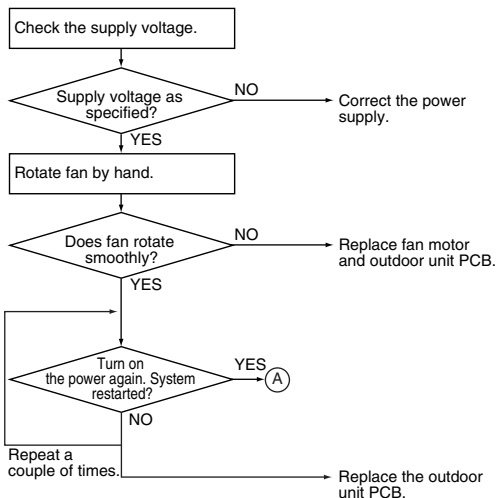 Check the supply voltage.
Supply voltage as
specified?
NO
Correct the power
supply.
YES
Rotate fan by hand.
Does fan rotate
smoothly?
NO
Replace fan motor
and outdoor unit PCB.
YES
Turn on
the power again. System
restarted?
YES
A
NO
Repeat a
couple of times.
Replace the outdoor
unit PCB.